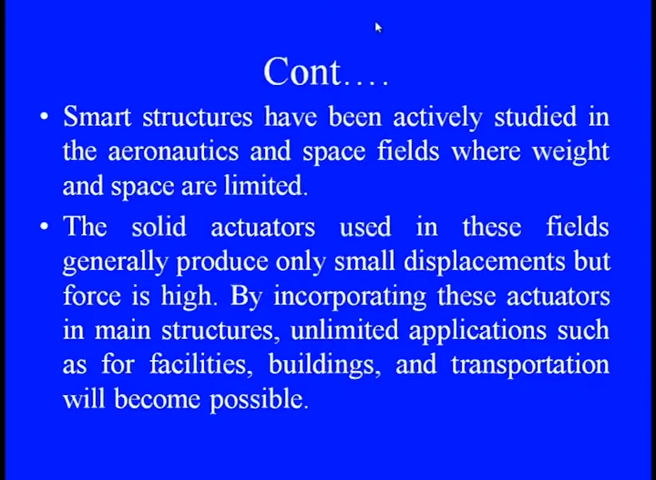 Cont....
• Smart structures have been actively studied in
the aeronautics and space fields where weight
and space are limited.
• The solid actuators used in these fields
generally produce only small displacements but
force is high. By incorporating these actuators
in main structures, unlimited applications such
as for facilities, buildings, and transportation
will become possible.